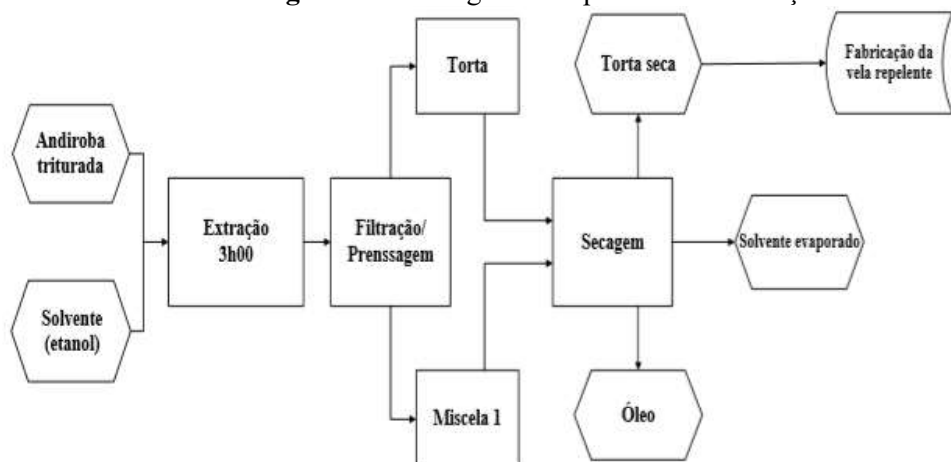 Torta
Torta seca
Fabricação da
vela repelente
Andiroba
triturada
Extração
3h00
Filtração/
Prenssagem
Secagem
Solvente evaporado
Solvente
(etanol)
Miscela 1
Óleo